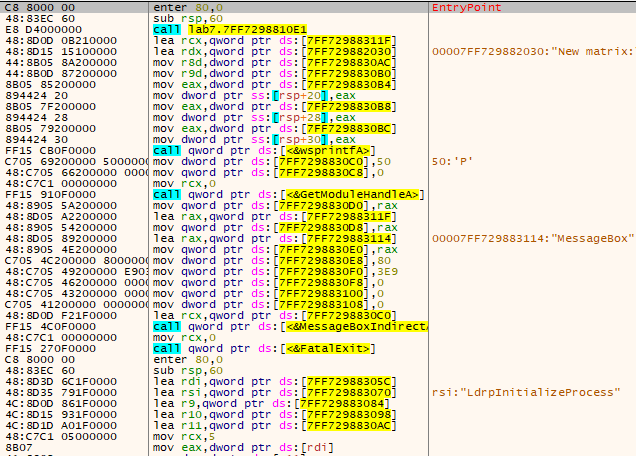 C8 8000 00 enter 80,0 EntryPoint
48:83EC 60 sub rsp,60
E8 D4000000 call lab7.7FF7298810E1
48:8D0D 0B210000 lea rcx,qword ptr ds:[7FF72988311F]
48:8D15 15100000 lea rdx,qword ptr ds:[7FF729882030] 00007FF729882030:"New matrix:
44:8B05 8A200000 mov r8d,dword ptr ds:[7FF7298830AC]
44:8B0D 87200000 mov r9d,dword ptr ds:[7FF7298830B0]
8B05 85200000 mov eax,dword ptr ds:[7FF7298830B4]
894424 20 mov dword ptr ss:[rsp+20],eax
8B05 7F200000 mov eax,dword ptr ds:[7FF7298830B8]
894424 28 mov dword ptr ss:[rsp+28],eax
8B05 79200000 mov eax,dword ptr ds:[7FF7298830BC]
894424 30 mov dword ptr ss:[rsp+30],eax
FF15 CB0F0000 call qword ptr ds:[<&wsprintfA>]
C705 69200000 5000000 mov dword ptr ds:[7FF7298830C0],50 50:'P'
48:C705 66200000 0000 mov qword ptr ds:[7FF7298830C8],0
48:C7C1 00000000 mov rcx,0
FF15 910F0000 call qword ptr ds:[<&GetModuleHandleA>]
48:8905 5A200000 mov qword ptr ds:[7FF7298830D0],rax
48:8D05 A2200000 lea rax,qword ptr ds:[7FF72988311F]
48:8905 54200000 mov qword ptr ds:[7FF7298830D8],rax
48:8D05 89200000 lea rax,qword ptr ds:[7FF729883114] 00007FF729883114:"MessageBox"
48:8905 4E200000 mov qword ptr ds:[7FF7298830E0],rax
C705 4C200000 8000000 mov dword ptr ds:[7FF7298830E8],80
48:C705 49200000 E903 mov qword ptr ds:[7FF7298830F0],3E9
48:C705 46200000 0000 mov qword ptr ds:[7FF7298830F8],0
48:C705 43200000 0000 mov qword ptr ds:[7FF729883100],0
C705 41200000 0000000 mov dword ptr ds:[7FF729883108],0
48:8D0D F21F0000 lea rcx,qword ptr ds:[7FF7298830C0]
FF15 4C0F0000 call qword ptr ds:[<&MessageBoxIndirectA
48:C7C1 00000000 mov rcx,0
FF15 270F0000 call qword ptr ds:[<&FatalExit>]
C8 8000 00 enter 80,0
48:83EC 60 sub rsp,60
48:8D3D 6C1F0000 lea rdi,qword ptr ds:[7FF72988305C]
48:8D35 791F0000 lea rsi,qword ptr ds:[7FF729883070] rsi:"LdrpInitializeProcess"
4C:8D0D 861F0000 lea r9,qword ptr ds:[7FF729883084]
4C:8D15 931F0000 lea r10,qword ptr ds:[7FF729883098]
4C:8D1D A01F0000 lea r11,qword ptr ds:[7FF7298830AC]
48:C7C1 05000000 mov rcx,5
8B07 mov eax,dword ptr ds:[rdi]